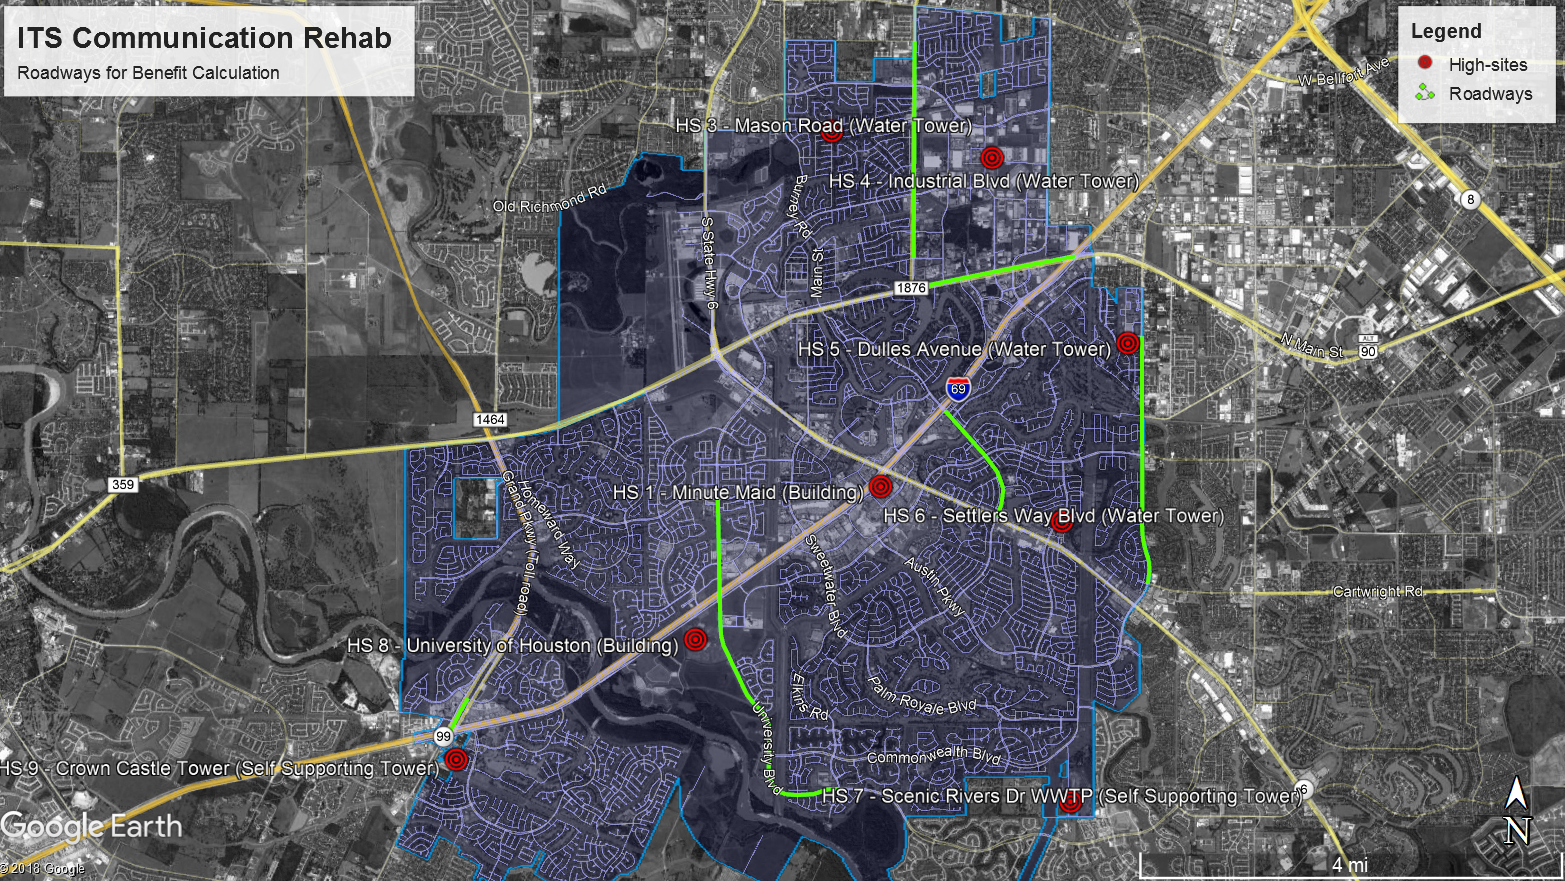 ITS Communication Rehab
Roadways for Benefit Calculation
Legend
High-sites
Roadways
W Bellfort Ave
HS 3 - Mason Road (Water Tower)
HS 4 - Industrial Blvd (Water Tower)
Old Richmond Rd
Burney Rd
8
S State Hwy 6
Main St
1876
N Main St
ALT
90
HS 5 - Dulles Avenue (Water Tower)
69
1464
359
Grand Pkwy (Toll road)
Homeward Way
HS 1 - Minute Maid (Building)
HS 6 - Settlers Way Blvd (Water Tower)
Sweetwater Blvd
Austin Pkwy
Cartwright Rd
HS 8 - University of Houston (Building)
Elkins Rd
Palm Royale Blvd
University Blvd
99
Commonwealth Blvd
HS 9 - Crown Castle Tower (Self Supporting Tower)
HS 7 - Scenic Rivers Dr WWTP (Self Supporting Tower)
6
Google Earth
N
© 2018 Google
4 mi